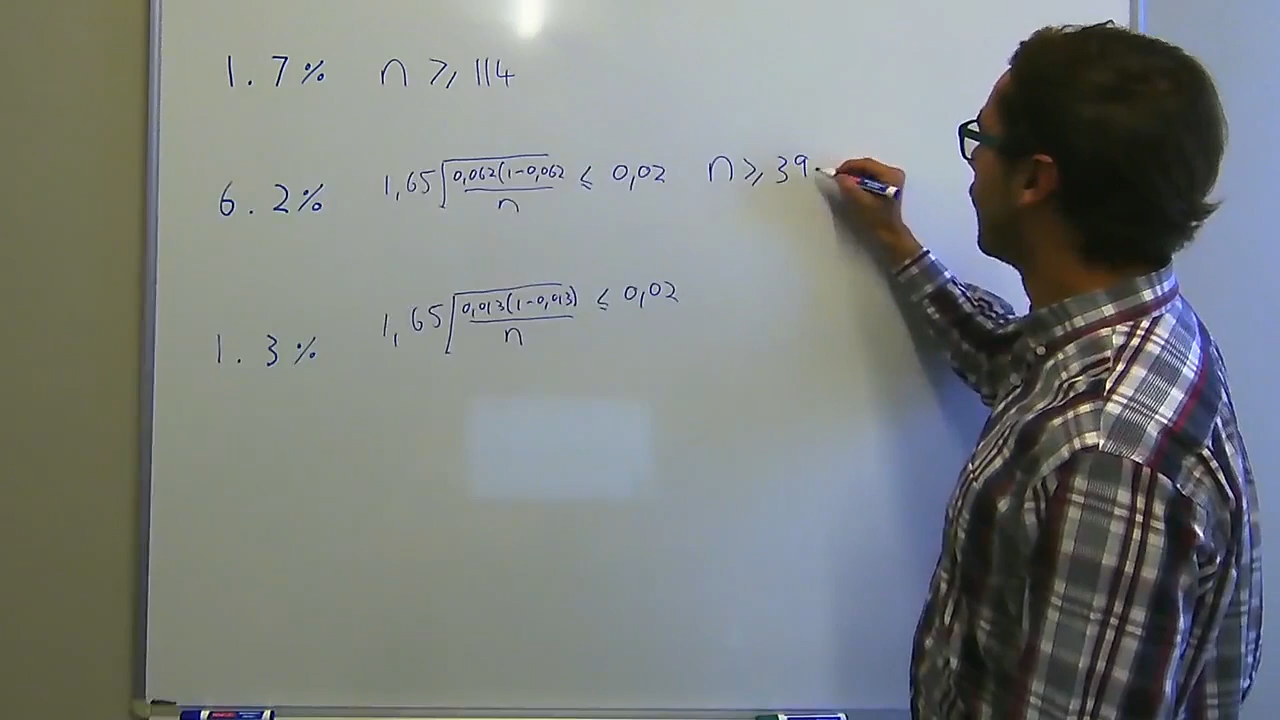 1.7% n ⩾ 114
6.2% 1,65√(0,062(1-0,062/n ≤ 0,02 n ⩾ 39
1.3% 1,65√(0,013(1-0,013)/n ≤ 0,02